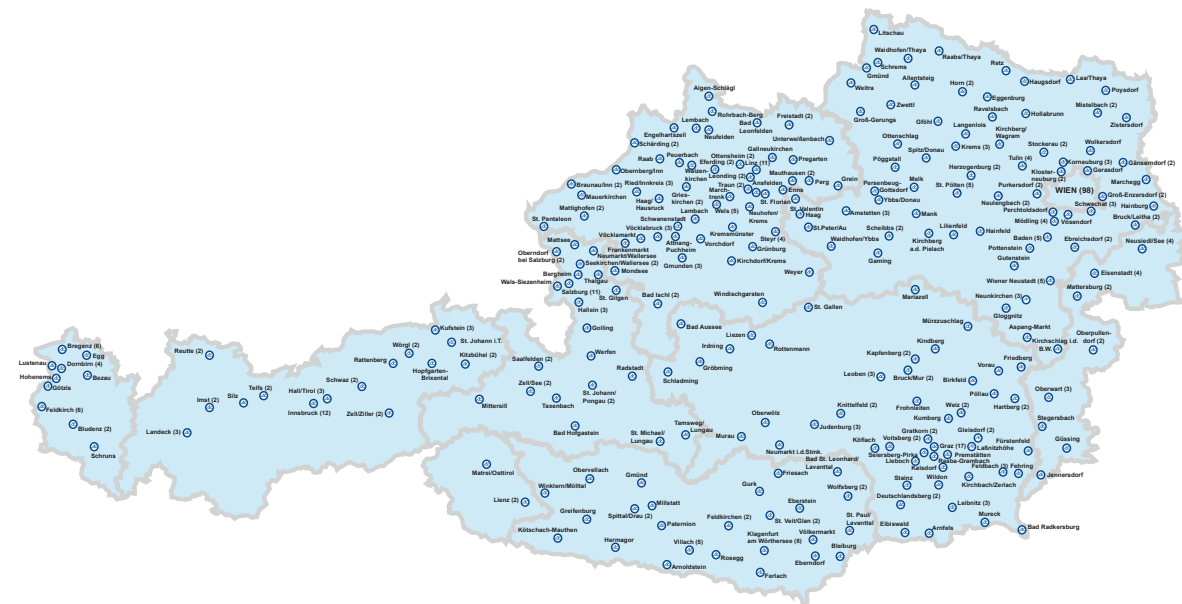 Litschau
Waidhofen/Thaya
Raabs/Thaya
Schrems
Gmünd
Retz
Weitra
Allentsteig
Horn (2)
Haugsdorf
Laa/Thaya
Poysdorf
Aigen-Schlägl
Zwettl
Eggenburg
Groß-Gerungs
Gföhl
Ravelsbach
Hollabrunn
Mistelbach (2)
Zistersdorf
Rohrbach-Berg
Lembach
Bad
Leonfelden
Freistadt (2)
Engelhartszell
Neufelden
Unterweißenbach
Langenlois
Kirchberg/
Wagram
Schärding (2)
Ottenschlag
Krems (3)
Stockerau (2)
Wolkersdorf
Gallneukirchen
Ottensheim (2)
Raab
Peuerbach
Eferding (2)
Linz (11)
Pregarten
Pöggstall
Spitz/Donau
Herzogenburg (2)
Tulln (4)
Korneuburg (3)
Gänserndorf (2)
Obernberg/Inn
Waizen-
kirchen
Leonding (2)
Mauthausen (2)
Perg
Grein
Kloster-
neuburg (2)
Gerasdorf
Marchegg
Braunau/Inn (2)
Ried/Innkreis (3)
Mauerkirchen
Haag/
Hausruck
Gries-
kirchen (2)
March-
trenk
Traun (2)
Ansfelden
Enns
St. Florian
Persenbeug-
Gottsdorf
Melk
St. Pölten (5)
Purkersdorf (2)
WIEN (98)
Groß-Enzersdorf (2)
Ybbs/Donau
Neulengbach (2)
Schwechat (3)
Hainburg
Mattighofen (2)
Schwanenstadt
Lambach
Wels (5)
Neuhofen/
Krems
St. Valentin
Haag
Amstetten (3)
Mank
Perchtoldsdorf
Mödling (4)
Vösendorf
Bruck/Leitha (2)
St. Pantaleon
Vöcklabruck (3)
Vöcklamarkt
Attnang-
Puchheim
Kremsmünster
Steyr (4)
St.Peter/Au
Scheibbs (2)
Lilienfeld
Hainfeld
Baden (5)
Ebreichsdorf (2)
Neusiedl/See (4)
Mattsee
Frankenmarkt
Vorchdorf
Grünburg
Waidhofen/Ybbs
Kirchberg
a.d. Pielach
Pottenstein
Oberndorf
bei Salzburg (2)
Neumarkt/Wallersee
Seekirchen/Wallersee (2)
Gmunden (3)
Kirchdorf/Krems
Gaming
Gutenstein
Bergheim
Mondsee
Thalgau
Weyer
Eisenstadt (4)
Wals-Siezenheim
Salzburg (11)
St. Gilgen
Wiener Neustadt (5)
Mattersburg (2)
Hallein (3)
Bad Ischl (2)
Windischgarsten
St. Gallen
Mariazell
Neunkirchen (3)
Gloggnitz
Golling
Bad Aussee
Liezen
Mürzzuschlag
Aspang-Markt
Kirchschlag i.d.
B.W.
Oberpullen-
dorf (2)
Kufstein (3)
Wörgl (2)
St. Johann i.T.
Irdning
Rottenmann
Kindberg
Bregenz (6)
Egg
Lustenau
Dornbirn (4)
Hohenems
Bezau
Götzis
Reutte (2)
Rattenberg
Kitzbühel (2)
Hopfgarten-
Brixental
Saalfelden (2)
Werfen
Gröbming
Schladming
Kapfenberg (2)
Bruck/Mur (2)
Leoben (3)
Vorau
Friedberg
Radstadt
Birkfeld
Feldkirch (6)
Imst (2)
Silz
Telfs (2)
Hall/Tirol (3)
Schwaz (2)
Innsbruck (12)
Zell/Ziller (2)
Zell/See (2)
Mittersill
Taxenbach
St. Johann/
Pongau (2)
Pöllau
Oberwart (3)
Hartberg (2)
Bludenz (2)
Landeck (3)
Schruns
Bad Hofgastein
St. Michael/
Lungau
Tamsweg/
Lungau
Murau
Oberwölz
Knittelfeld (2)
Judenburg (3)
Frohnleiten
Kumberg
Weiz (2)
Stegersbach
Gratkorn (2)
Gleisdorf (2)
Neumarkt i.d.Stmk.
Köflach
Voitsberg (2)
Graz (17)
Laßnitzhöhe
Fürstenfeld
Güssing
Seiersberg-Pirka
Premstätten
Lieboch
Raaba-Grambach
Matrei/Osttirol
Obervellach
Gmünd
Bad St. Leonhard/
Lavanttal
Friesach
Kalsdorf
Feldbach (3)
Fehring
Jennersdorf
Winklern/Mölltal
Stainz
Wildon
Kirchbach/Zerlach
Lienz (2)
Greifenburg
Spittal/Drau (2)
Millstatt
Gurk
Eberstein
Wolfsberg (2)
Deutschlandsberg (2)
Leibnitz (3)
Mureck
Paternion
Feldkirchen (2)
St. Veit/Glan (2)
St. Paul/
Lavanttal
Kötschach-Mauthen
Klagenfurt
am Wörthersee (8)
Völkermarkt
Eibiswald
Arnfels
Bad Radkersburg
Hermagor
Villach (5)
Rosegg
Bleiburg
Arnoldstein
Eberndorf
Ferlach